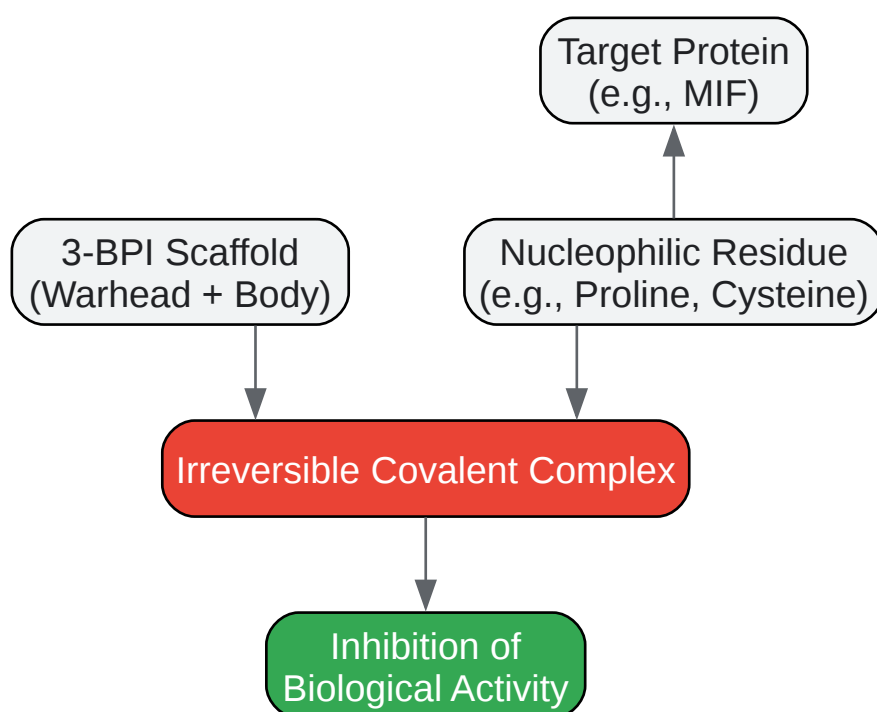 Target Protein
(e.g., MIF)
3-BPI Scaffold
(Warhead + Body)
Nucleophilic Residue
(e.g., Proline, Cysteine)
Irreversible Covalent Complex
Inhibition of
Biological Activity